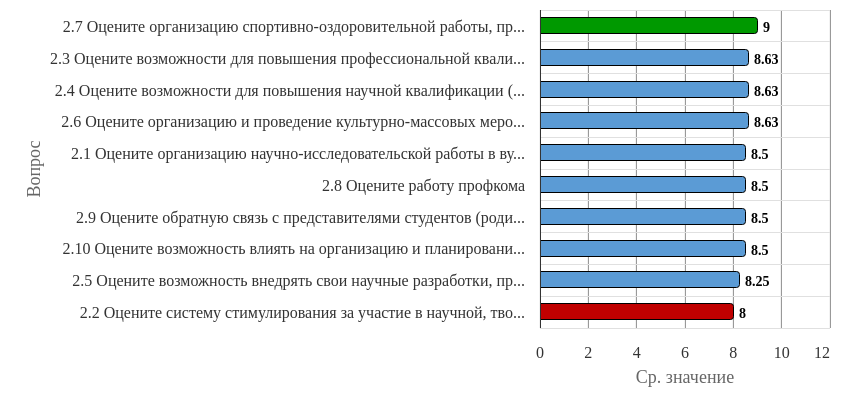 2.7 Оцените организацию спортивно-оздоровительной работы, пр... 9
2.3 Оцените возможности для повышения профессиональной квали... 8.63
2.4 Оцените возможности для повышения научной квалификации (... 8.63
2.6 Оцените организацию и проведение культурно-массовых меро... 8.63
2.1 Оцените организацию научно-исследовательской работы в ву... 8.5
2.8 Оцените работу профкома 8.5
2.9 Оцените обратную связь с представителями студентов (роди... 8.5
2.10 Оцените возможность влиять на организацию и планировани... 8.5
2.5 Оцените возможность внедрять свои научные разработки, пр... 8.25
2.2 Оцените систему стимулирования за участие в научной, тво... 8
Вопрос
0 2 4 6 8 10 12
Ср. значение